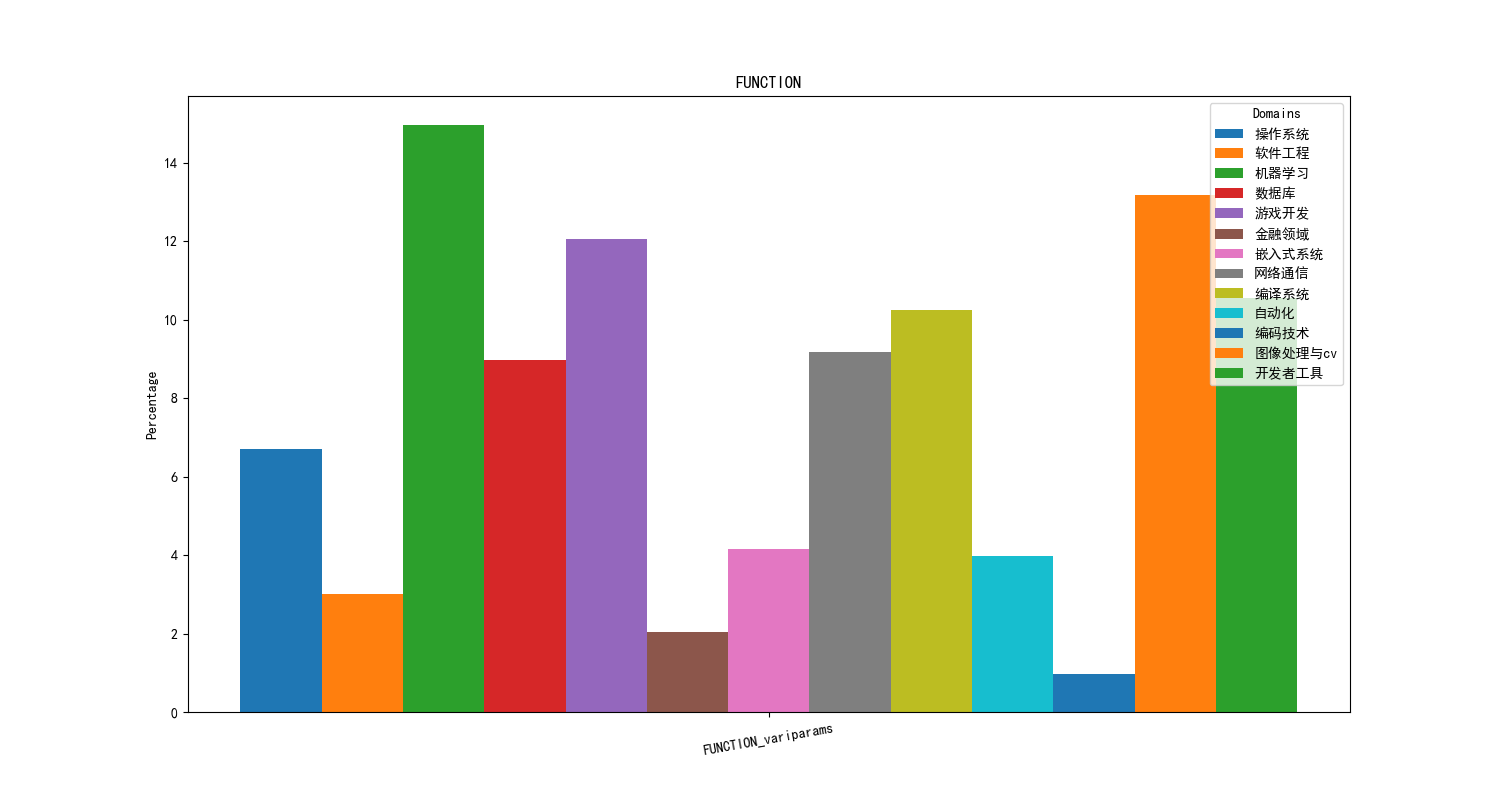 FUNCTION
Domains
操作系统
软件工程
机器学习
数据库
游戏开发
金融领域
嵌入式系统
网络通信
编译系统
自动化
编码技术
图像处理与cv
开发者工具
Percentage
14
12
10
8
6
4
2
0
FUNCTION_variparams